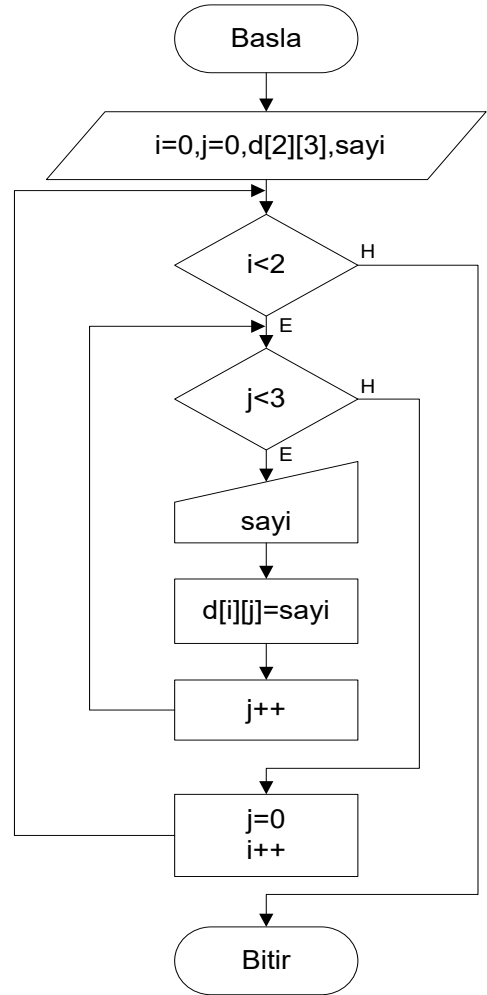 Basla
i=0,j=0,d[2][3],sayi
i<2
H
E
j<3
H
E
sayi
d[i][j]=sayi
j++
j=0
i++
Bitir